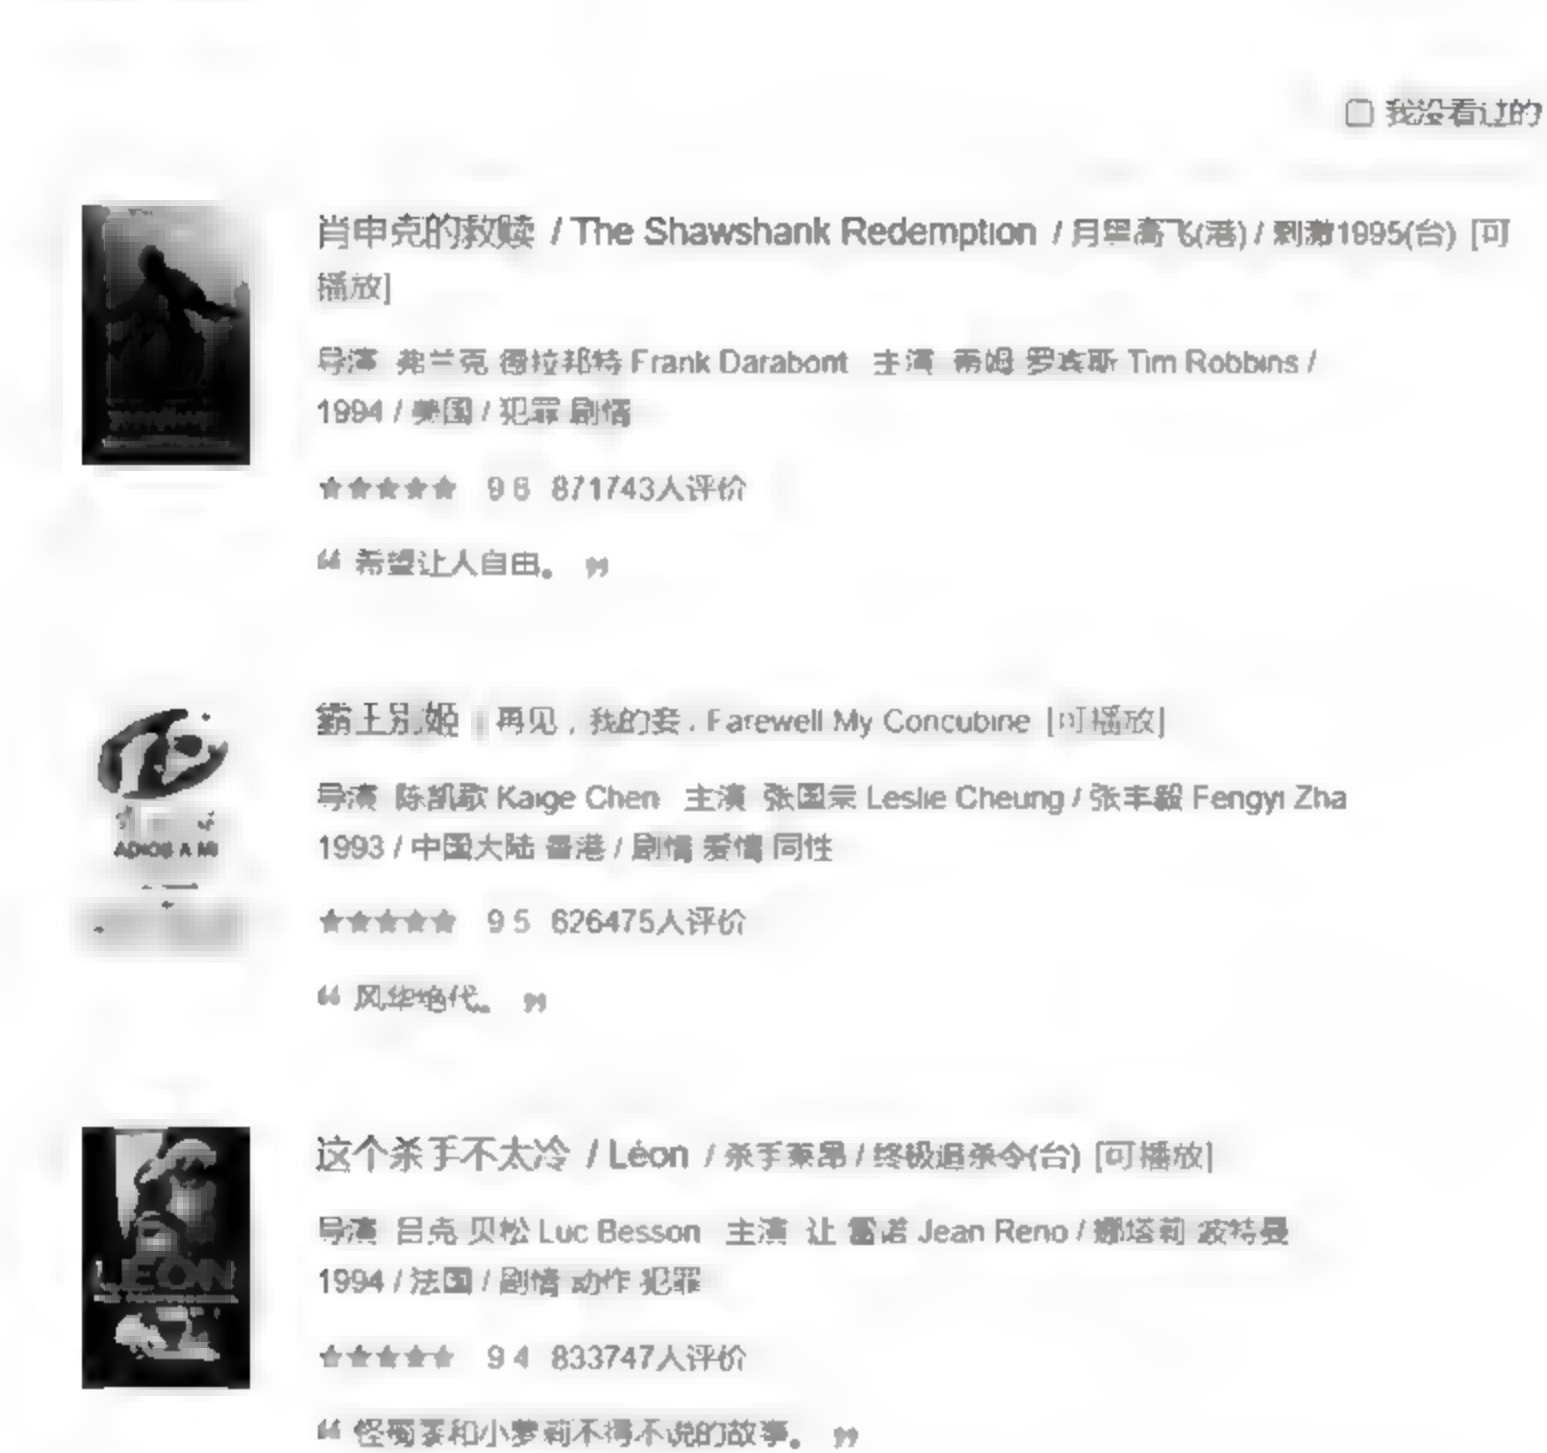 我没看过的
肖申克的救赎 / The Shawshank Redemption / 月黑高飞(港) / 刺激1995(台) [可
播放]
导演 弗兰克 德拉邦特 Frank Darabont 主演 蒂姆 罗宾斯 Tim Robbins /
1994 / 美国 / 犯罪 剧情
★★★★★ 9 6 871743人评价
“ 希望让人自由。 ”
霸王别姬 再见，我的妾 . Farewell My Concubine [可播放]
导演 陈凯歌 Kaige Chen 主演 张国荣 Leslie Cheung / 张丰毅 Fengyi Zha
1993 / 中国大陆 香港 / 剧情 爱情 同性
ADIOS A MI
★★★★★ 9 5 626475人评价
“ 风华绝代。 ”
这个杀手不太冷 / Léon / 杀手莱昂 / 终极追杀令(台) [可播放]
导演 吕克 贝松 Luc Besson 主演 让 雷诺 Jean Reno / 娜塔莉 波特曼
LEON
1994 / 法国 / 剧情 动作 犯罪
★★★★★ 9 4 833747人评价
“ 怪蜀黍和小萝莉不得不说的故事。 ”